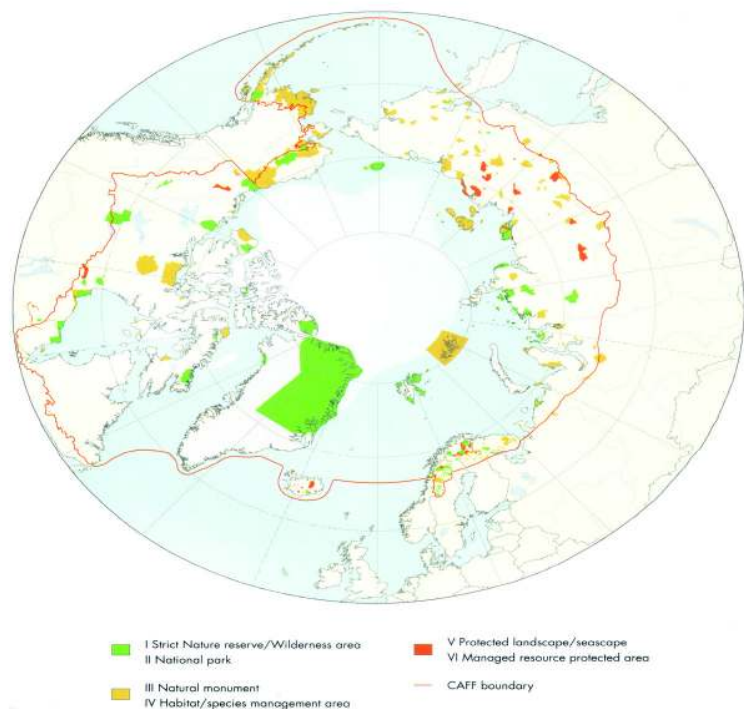 I Strict Nature reserve/Wilderness area
II National park
III Natural monument
IV Habitat/species management area
V Protected landscape/seascape
VI Managed resource protected area
CAFF boundary